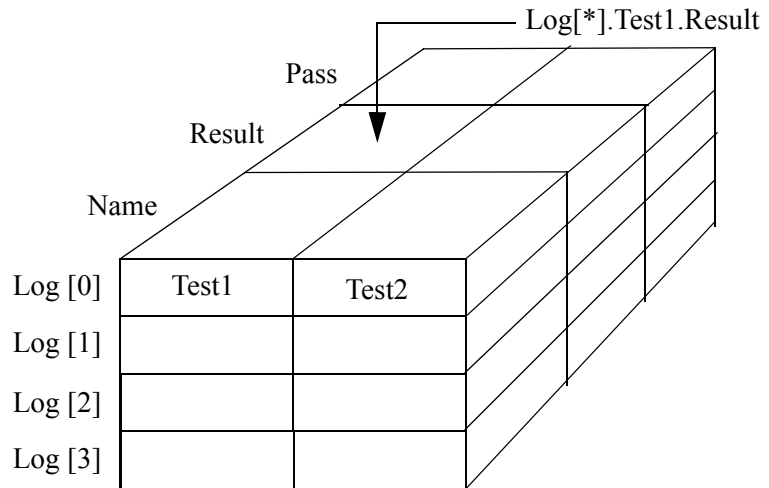 Log[*].Test1.Result
Pass
Result
Name
Log [0] Test1 Test2
Log [1]
Log [2]
Log [3]